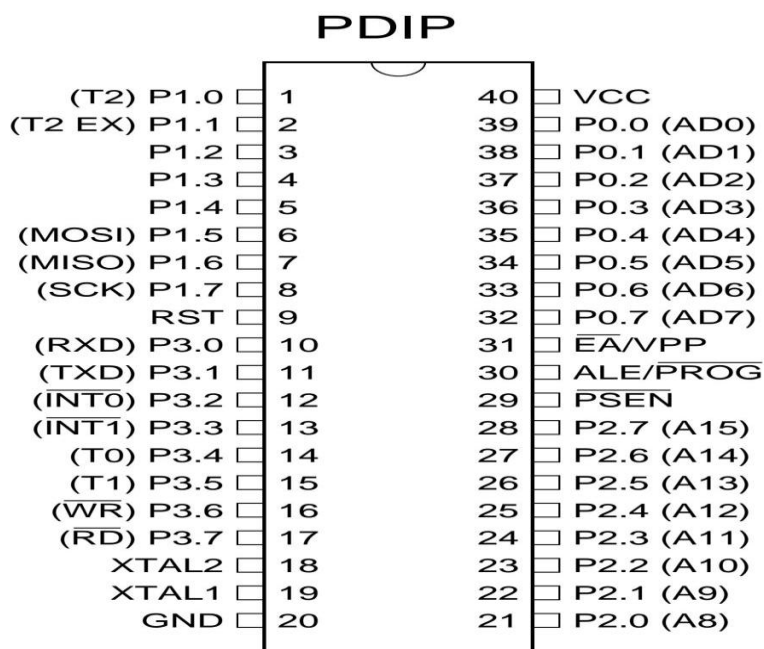 PDIP
(T2) P1.0 1 40 VCC
(T2 EX) P1.1 2 39 P0.0 (AD0)
P1.2 3 38 P0.1 (AD1)
P1.3 4 37 P0.2 (AD2)
P1.4 5 36 P0.3 (AD3)
(MOSI) P1.5 6 35 P0.4 (AD4)
(MISO) P1.6 7 34 P0.5 (AD5)
(SCK) P1.7 8 33 P0.6 (AD6)
RST 9 32 P0.7 (AD7)
(RXD) P3.0 10 31 E̅A̅/VPP
(TXD) P3.1 11 30 ALE/P̅R̅O̅G̅
(I̅N̅T̅0̅) P3.2 12 29 P̅S̅E̅N̅
(I̅N̅T̅1̅) P3.3 13 28 P2.7 (A15)
(T0) P3.4 14 27 P2.6 (A14)
(T1) P3.5 15 26 P2.5 (A13)
(W̅R̅) P3.6 16 25 P2.4 (A12)
(R̅D̅) P3.7 17 24 P2.3 (A11)
XTAL2 18 23 P2.2 (A10)
XTAL1 19 22 P2.1 (A9)
GND 20 21 P2.0 (A8)